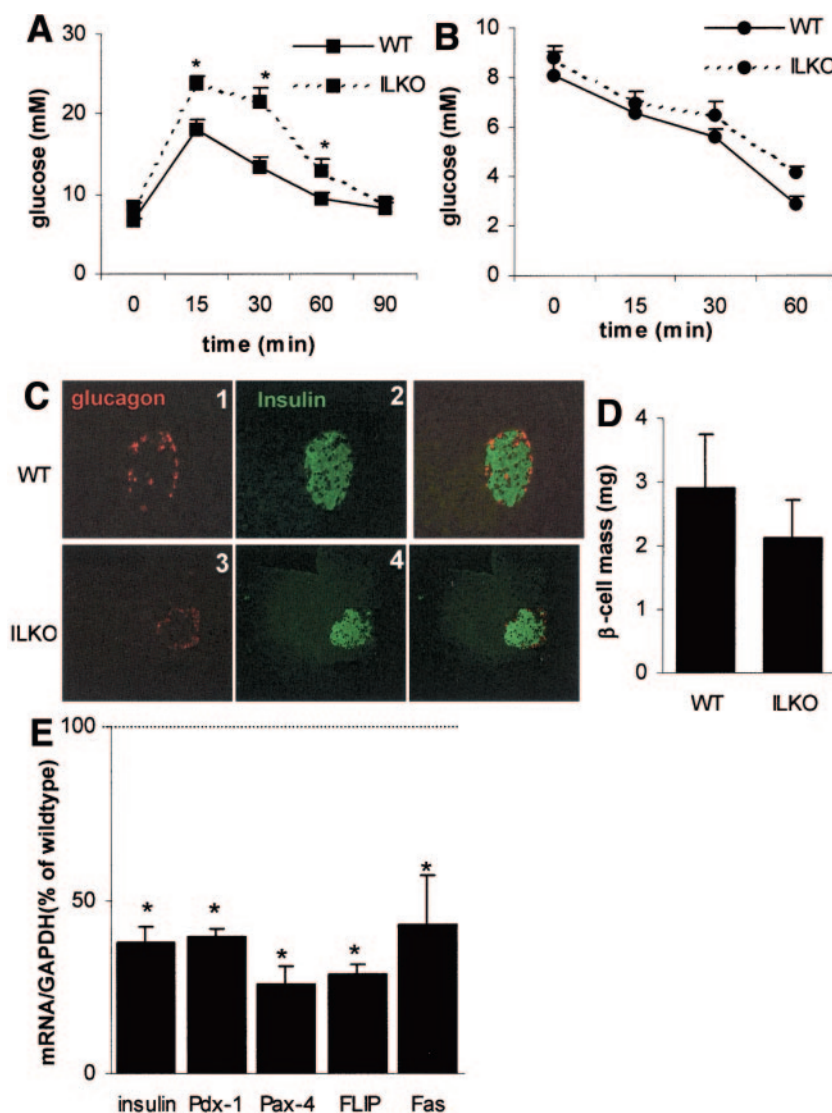 A
B
30
20
10
0
glucose (mM)
WT
ILKO
*
*
*
0 15 30 60 90
time (min)
10
8
6
4
2
0
glucose (mM)
WT
ILKO
0 15 30 60
time (min)
C
glucagon 1
Insulin 2
WT
3
4
ILKO
D
4
3
2
1
0
β-cell mass (mg)
WT ILKO
E
100
50
0
mRNA/GAPDH(% of wildtype)
*
*
*
*
*
insulin Pdx-1 Pax-4 FLIP Fas